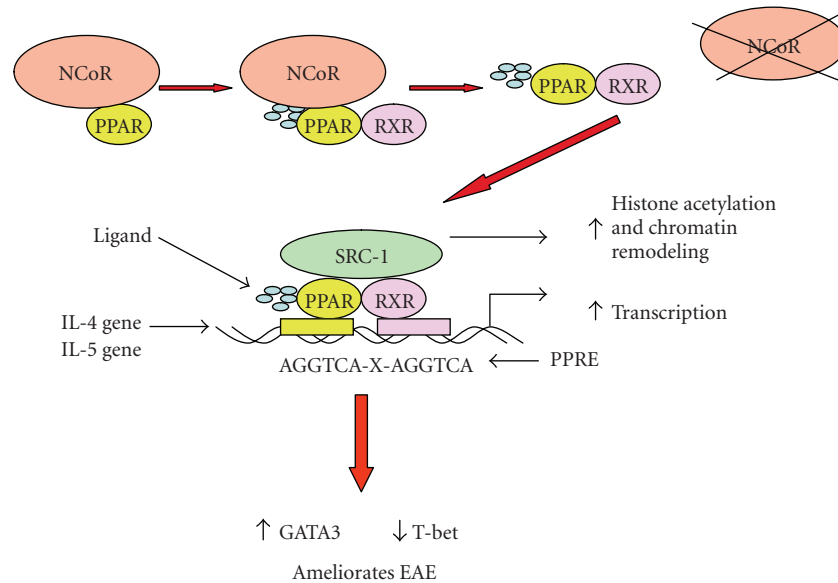 NCoR
PPAR
NCoR
PPAR RXR
PPAR RXR
NCoR
Ligand
SRC-1
PPAR RXR
Histone acetylation
and chromatin
remodeling
Transcription
IL-4 gene
IL-5 gene
AGGTCA-X-AGGTCA
PPRE
↑ GATA3 ↓ T-bet
Ameliorates EAE